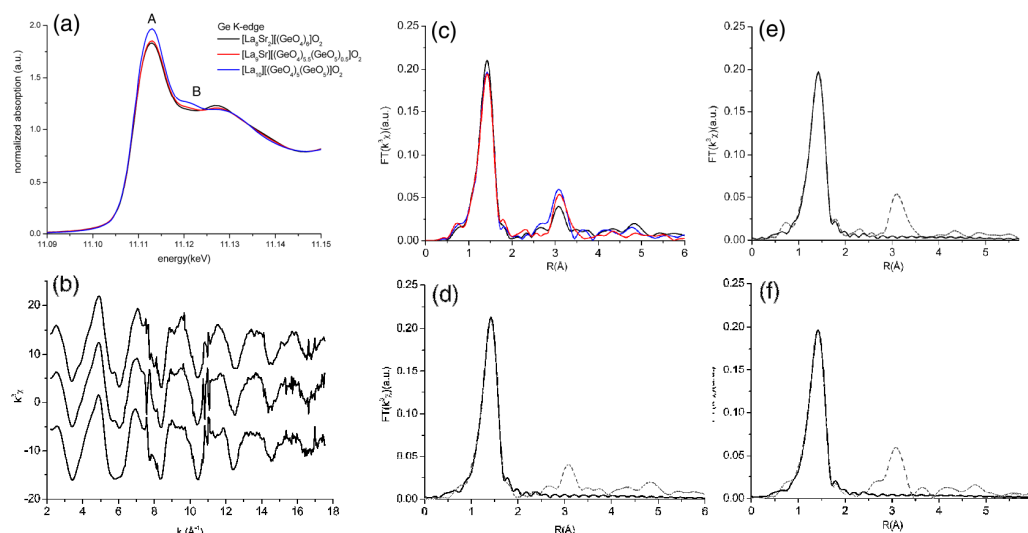 (a)
A
Ge K-edge
[La₈Sr₂][(GeO₄)₆]O₂
[La₉Sr][(GeO₄)₅.₅(GeO₅)₀.₅]O₂
[La₁₀][(GeO₄)₅(GeO₅)]O₂
B
normalized absorption (a.u.)
2.0
1.5
1.0
0.5
0.0
11.09 11.10 11.11 11.12 11.13 11.14 11.15
energy(keV)
(b)
k³χ
20
10
0
-10
-20
2 4 6 8 10 12 14 16 18
k (Å⁻¹)
(c)
FT(k³χ)(a.u.)
0.25
0.20
0.15
0.10
0.05
0.00
0 1 2 3 4 5 6
R(Å)
(d)
FT(k³χ)(a.u.)
0.25
0.20
0.15
0.10
0.05
0.00
0 1 2 3 4 5 6
R(Å)
(e)
FT(k³χ)(a.u.)
0.25
0.20
0.15
0.10
0.05
0.00
0 1 2 3 4 5
R(Å)
(f)
0.20
0.15
0.10
0.05
0.00
0 1 2 3 4 5
R(Å)